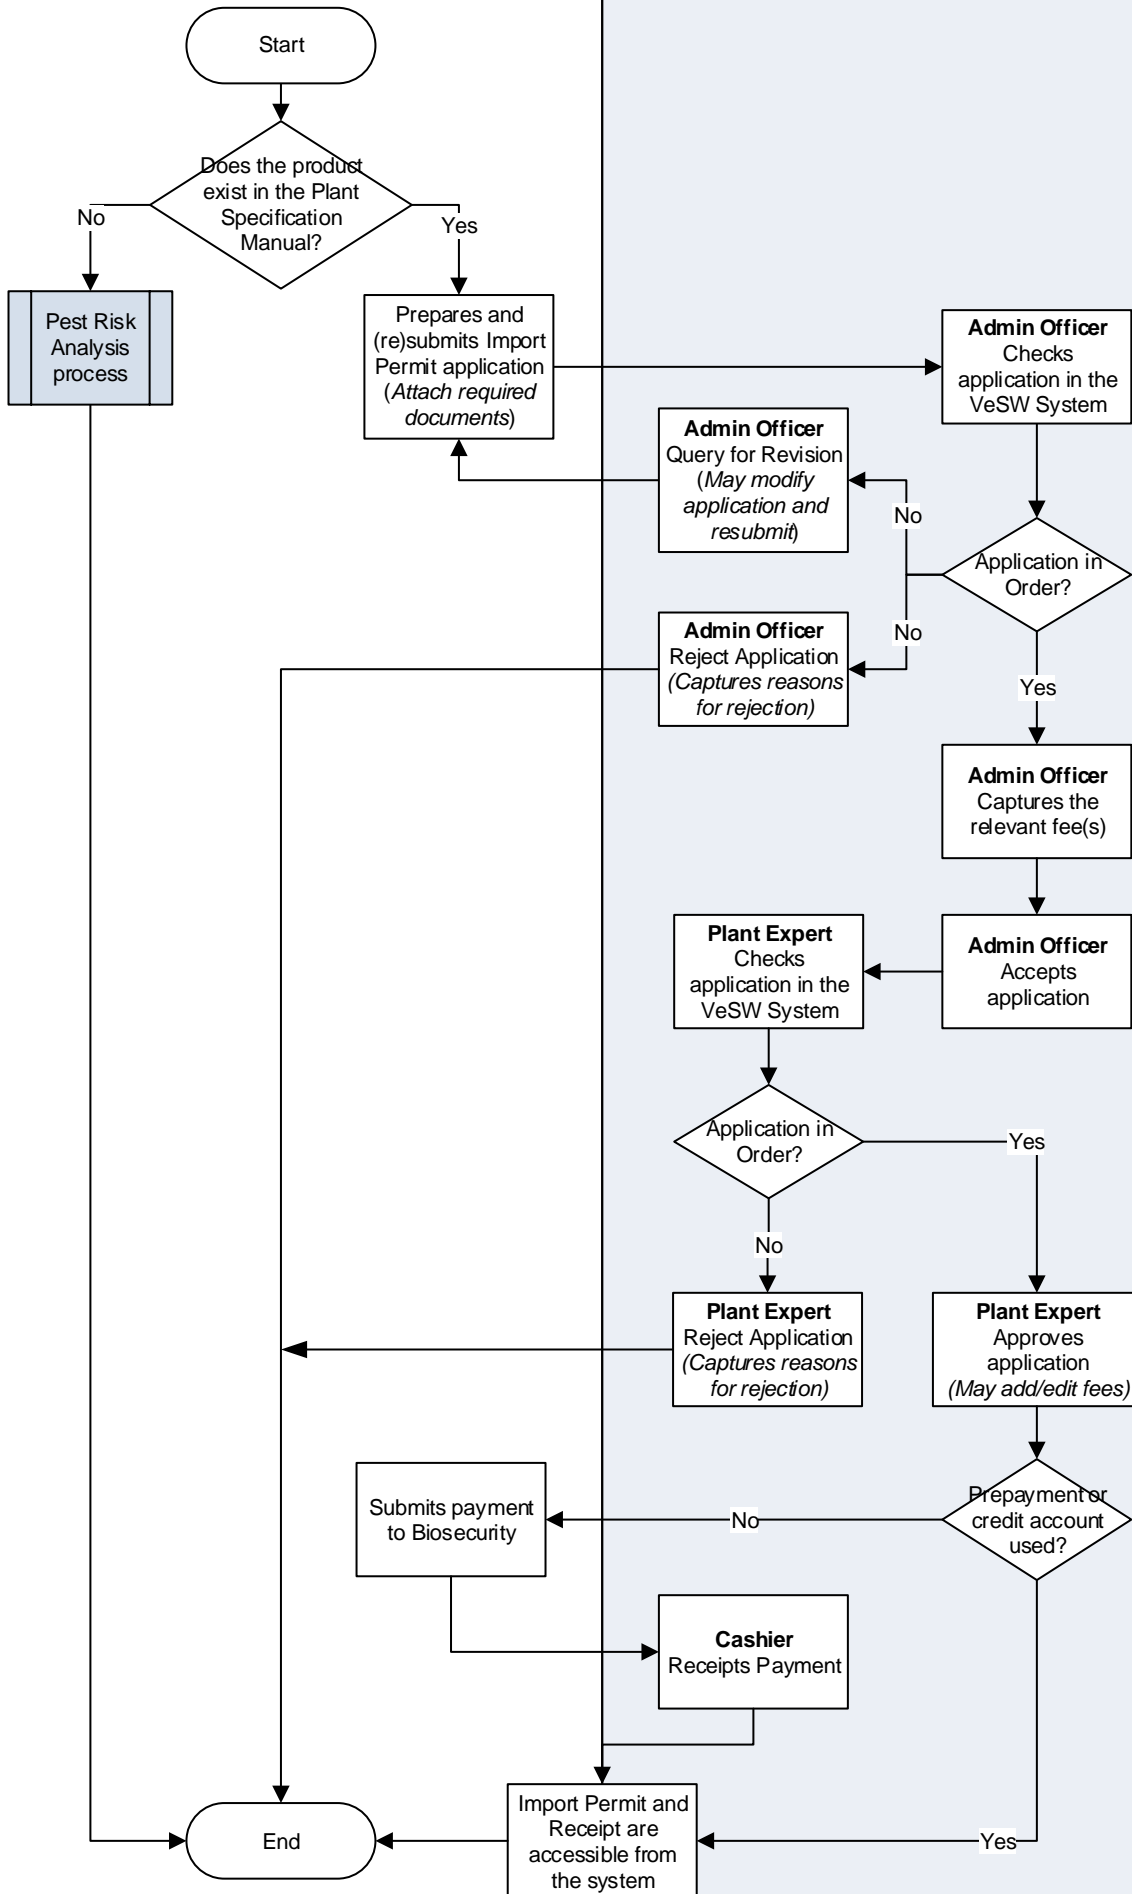 Start
Does the product
exist in the Plant
Specification
Manual?
No
Yes
Pest Risk
Analysis
process
Prepares and
(re)submits Import
Permit application
(Attach required
documents)
Admin Officer
Checks
application in the
VeSW System
Admin Officer
Query for Revision
(May modify
application and
resubmit)
No
Application in
Order?
No
Admin Officer
Reject Application
(Captures reasons
for rejection)
Yes
Admin Officer
Captures the
relevant fee(s)
Admin Officer
Accepts
application
Plant Expert
Checks
application in the
VeSW System
Application in
Order?
Yes
No
Plant Expert
Reject Application
(Captures reasons
for rejection)
Plant Expert
Approves
application
(May add/edit fees)
Prepayment or
credit account
used?
No
Submits payment
to Biosecurity
Cashier
Receipts Payment
Yes
Import Permit and
Receipt are
accessible from
the system
End